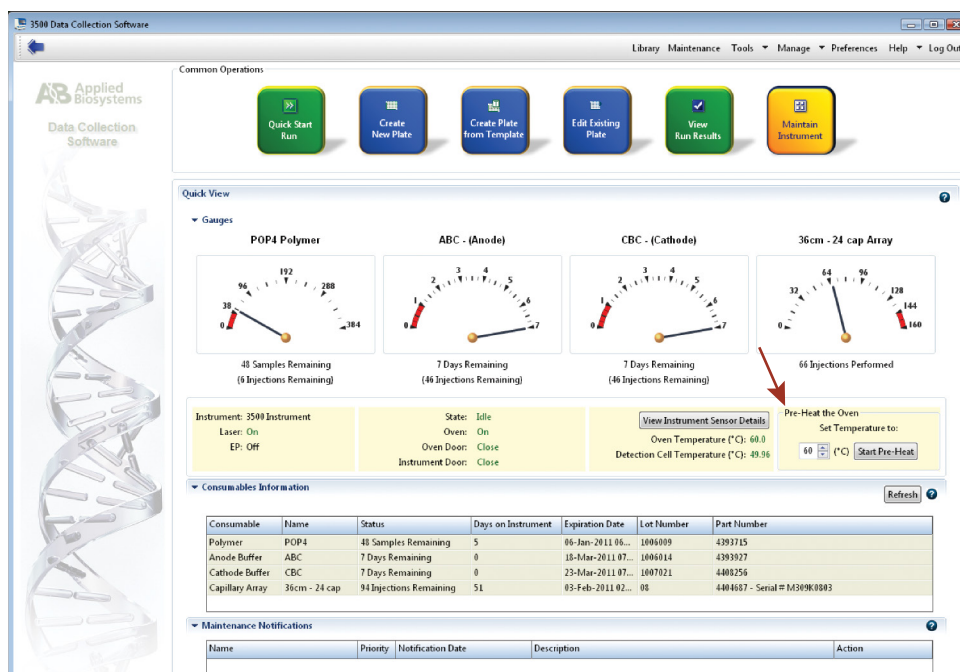 3500 Data Collection Software
Library Maintenance Tools Manage Preferences Help Log Out
AB Applied Biosystems
Data Collection
Software
Common Operations
Quick Start Run
Create New Plate
Create Plate from Template
Edit Existing Plate
View Run Results
Maintain Instrument
Quick View
Gauges
POP4 Polymer
0 38 96 192 288 384
48 Samples Remaining
(6 Injections Remaining)
ABC - (Anode)
0 1 2 3 4 5 6 7
7 Days Remaining
(46 Injections Remaining)
CBC - (Cathode)
0 1 2 3 4 5 6 7
7 Days Remaining
(46 Injections Remaining)
36cm - 24 cap Array
0 32 64 96 128 144 160
66 Injections Performed
Instrument: 3500 Instrument
Laser: On
EP: Off
State: Idle
Oven: On
Oven Door: Close
Instrument Door: Close
View Instrument Sensor Details
Oven Temperature (°C): 60.0
Detection Cell Temperature (°C): 49.96
Pre-Heat the Oven
Set Temperature to:
60 (°C) Start Pre-Heat
Consumables Information
Refresh
Consumable Name Status Days on Instrument Expiration Date Lot Number Part Number
Polymer POP4 48 Samples Remaining 5 06-Jan-2011 06... 1006009 4393715
Anode Buffer ABC 7 Days Remaining 0 18-Mar-2011 07... 1006014 4393927
Cathode Buffer CBC 7 Days Remaining 0 23-Mar-2011 07... 1007021 4408256
Capillary Array 36cm - 24 cap 94 Injections Remaining 51 03-Feb-2011 02... 08 4404687 - Serial # M309K0803
Maintenance Notifications
Name Priority Notification Date Description Action